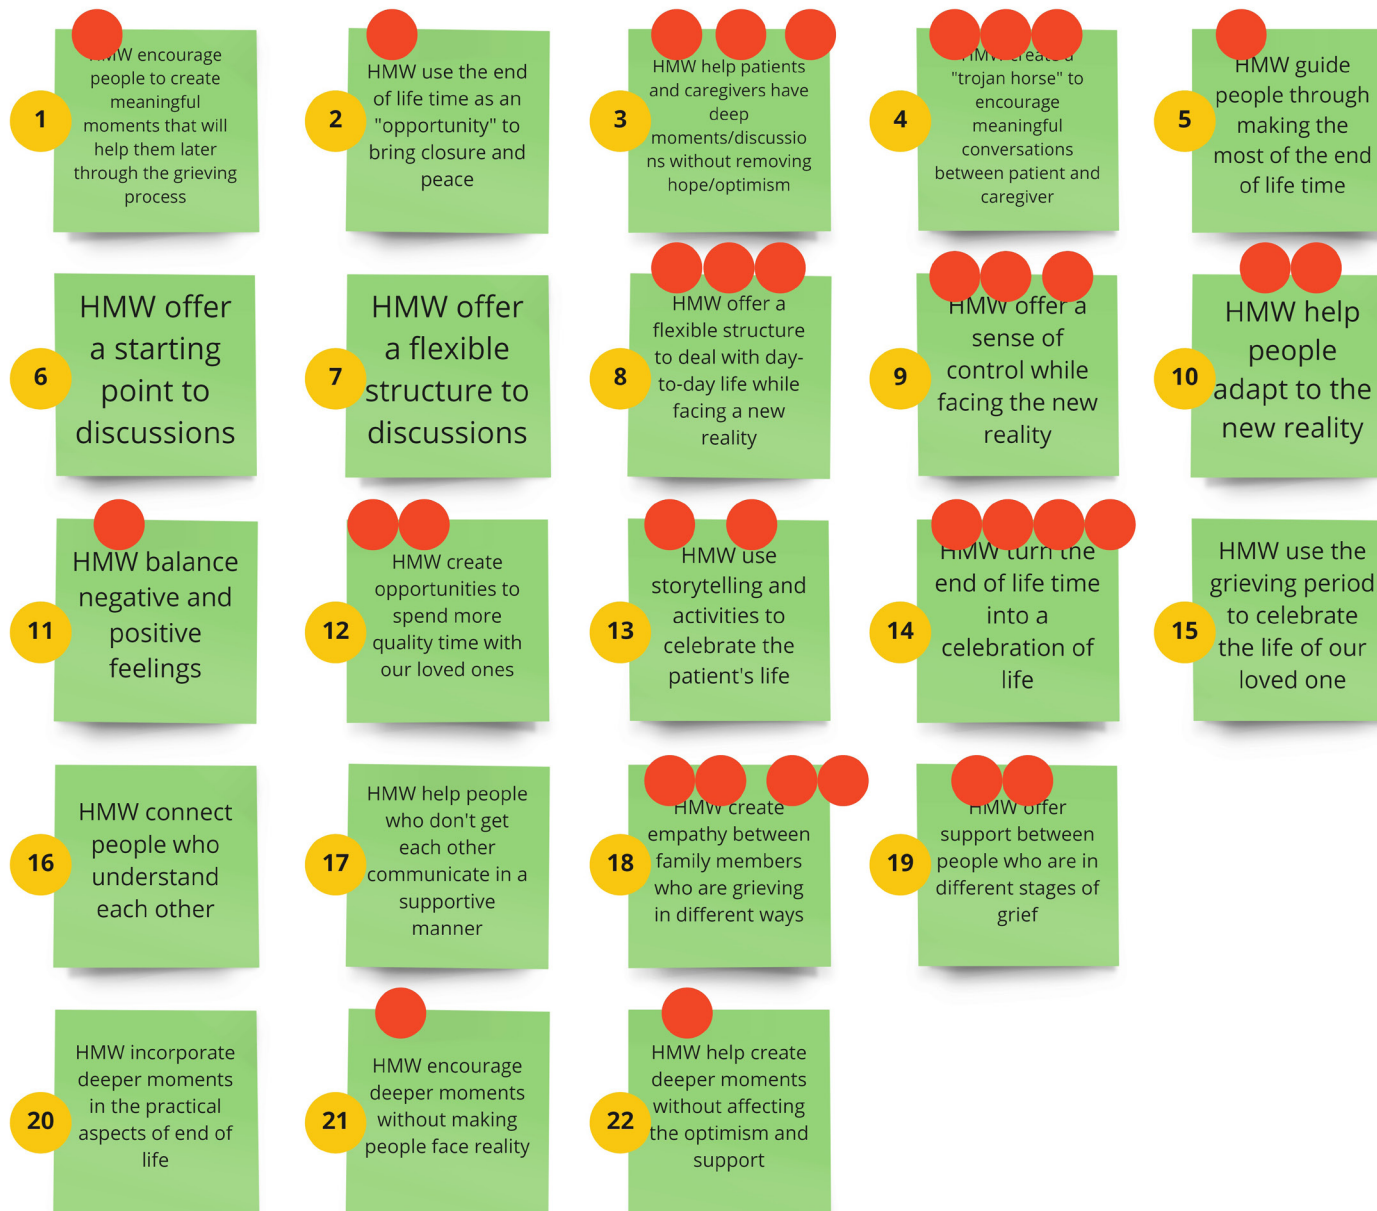 1
HMW encourage
people to create
meaningful
moments that will
help them later
through the grieving
process
2
HMW use the end
of life time as an
"opportunity" to
bring closure and
peace
3
HMW help patients
and caregivers have
deep
moments/discussio
ns without removing
hope/optimism
4
HMW create a
"trojan horse" to
encourage
meaningful
conversations
between patient and
caregiver
5
HMW guide
people through
making the
most of the end
of life time
6
HMW offer
a starting
point to
discussions
7
HMW offer
a flexible
structure to
discussions
8
HMW offer a
flexible structure
to deal with day-
to-day life while
facing a new
reality
9
HMW offer a
sense of
control while
facing the new
reality
10
HMW help
people
adapt to the
new reality
11
HMW balance
negative and
positive
feelings
12
HMW create
opportunities to
spend more
quality time with
our loved ones
13
HMW use
storytelling and
activities to
celebrate the
patient's life
14
HMW turn the
end of life time
into a
celebration of
life
15
HMW use the
grieving period
to celebrate
the life of our
loved one
16
HMW connect
people who
understand
each other
17
HMW help people
who don't get
each other
communicate in a
supportive
manner
18
HMW create
empathy between
family members
who are grieving
in different ways
19
HMW offer
support between
people who are in
different stages of
grief
20
HMW incorporate
deeper moments
in the practical
aspects of end of
life
21
HMW encourage
deeper moments
without making
people face reality
22
HMW help create
deeper moments
without affecting
the optimism and
support